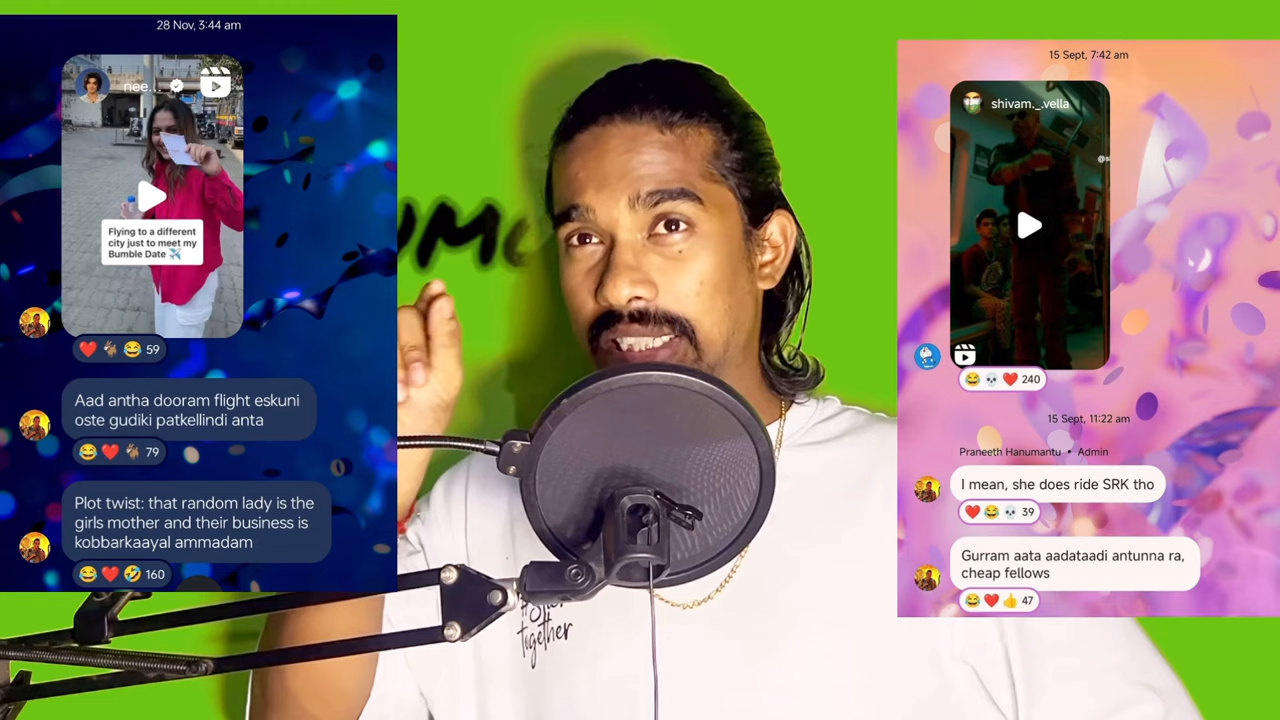 28 Nov, 3:44 am
nee...
Flying to a different
city just to meet my
Bumble Date ✈️
❤️ 🐐 😂 59
Aad antha dooram flight eskuni
oste gudiki patkellindi anta
😂 ❤️ 🐐 79
Plot twist: that random lady is the
girls mother and their business is
kobbarkaayal ammadam
😂 ❤️ 🤣 160
together
15 Sept, 7:42 am
shivam._.vella
😂 💀 ❤️ 240
15 Sept, 11:22 am
Praneeth Hanumantu • Admin
I mean, she does ride SRK tho
❤️ 😂 💀 39
Gurram aata aadataadi antunna ra,
cheap fellows
😂 ❤️ 👍 47